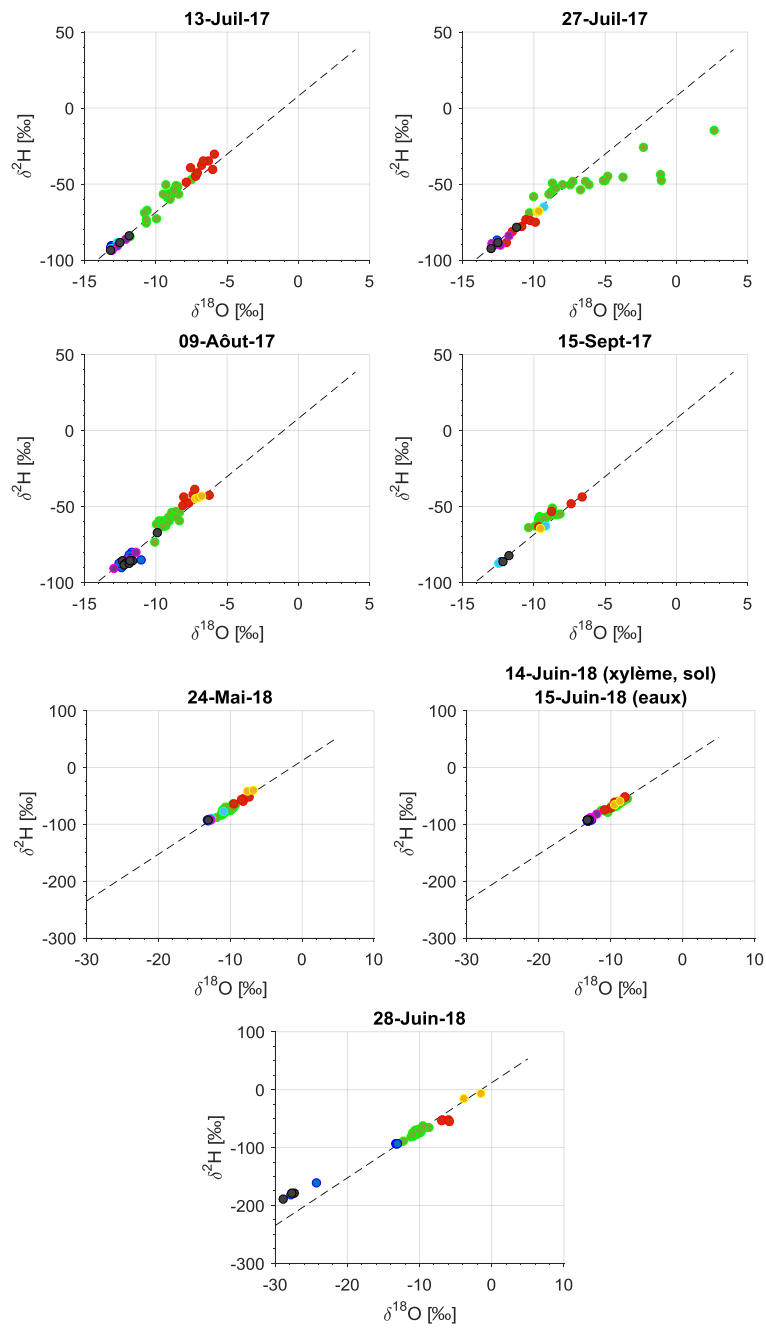 13-Juil-17
50
0
-50
-100
δ²H [‰]
-15 -10 -5 0 5
δ¹⁸O [‰]
27-Juil-17
50
0
-50
-100
δ²H [‰]
-15 -10 -5 0 5
δ¹⁸O [‰]
09-Aôut-17
50
0
-50
-100
δ²H [‰]
-15 -10 -5 0 5
δ¹⁸O [‰]
15-Sept-17
50
0
-50
-100
δ²H [‰]
-15 -10 -5 0 5
δ¹⁸O [‰]
24-Mai-18
100
0
-100
-200
-300
δ²H [‰]
-30 -20 -10 0 10
δ¹⁸O [‰]
14-Juin-18 (xylème, sol)
15-Juin-18 (eaux)
100
0
-100
-200
-300
δ²H [‰]
-30 -20 -10 0 10
δ¹⁸O [‰]
28-Juin-18
100
0
-100
-200
-300
δ²H [‰]
-30 -20 -10 0 10
δ¹⁸O [‰]